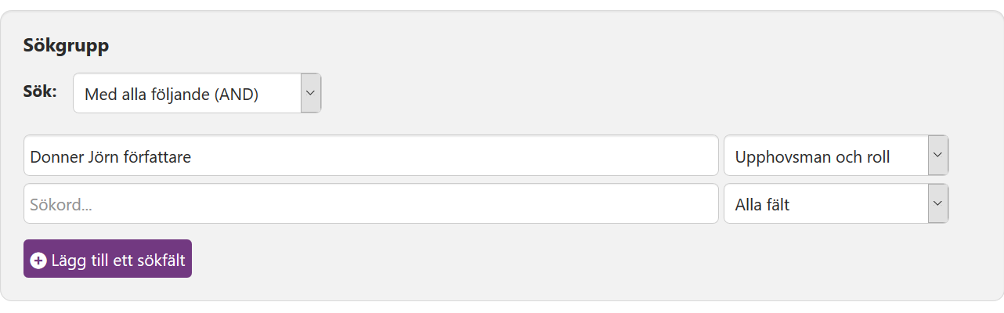 Sökgrupp
Sök: Med alla följande (AND)
Donner Jörn författare Upphovsman och roll
Sökord... Alla fält
Lägg till ett sökfält